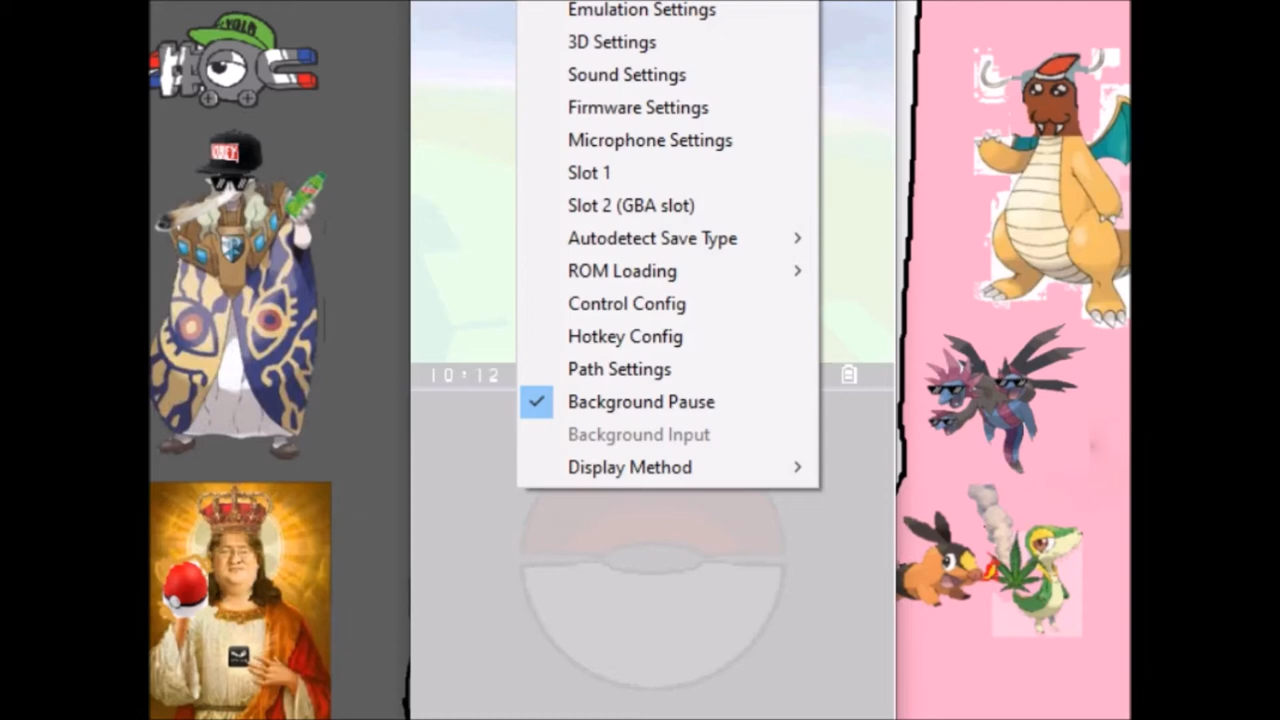 Emulation Settings
3D Settings
Sound Settings
Firmware Settings
Microphone Settings
Slot 1
Slot 2 (GBA slot)
Autodetect Save Type
ROM Loading
Control Config
Hotkey Config
Path Settings
10:12
Background Pause
Background Input
Display Method